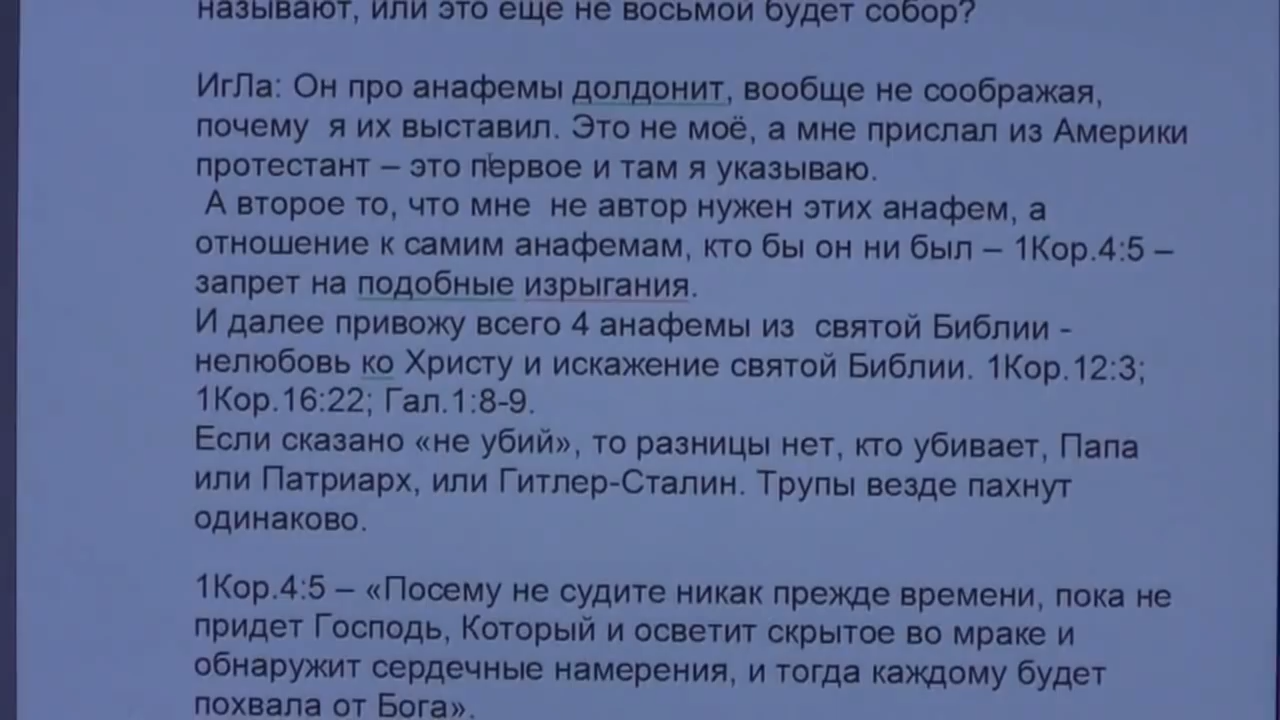 называют, или это еще не восьмой будет собор?
ИгЛа: Он про анафемы долдонит, вообще не соображая,
почему  я их выставил. Это не моё, а мне прислал из Америки
протестант – это первое и там я указываю.
 А второе то, что мне  не автор нужен этих анафем, а
отношение к самим анафемам, кто бы он ни был – 1Кор.4:5 –
запрет на подобные изрыгания.
И далее привожу всего 4 анафемы из  святой Библии -
нелюбовь ко Христу и искажение святой Библии. 1Кор.12:3;
1Кор.16:22; Гал.1:8-9.
Если сказано «не убий», то разницы нет, кто убивает, Папа
или Патриарх, или Гитлер-Сталин. Трупы везде пахнут
одинаково.
1Кор.4:5 – «Посему не судите никак прежде времени, пока не
придет Господь, Который и осветит скрытое во мраке и
обнаружит сердечные намерения, и тогда каждому будет
похвала от Бога».